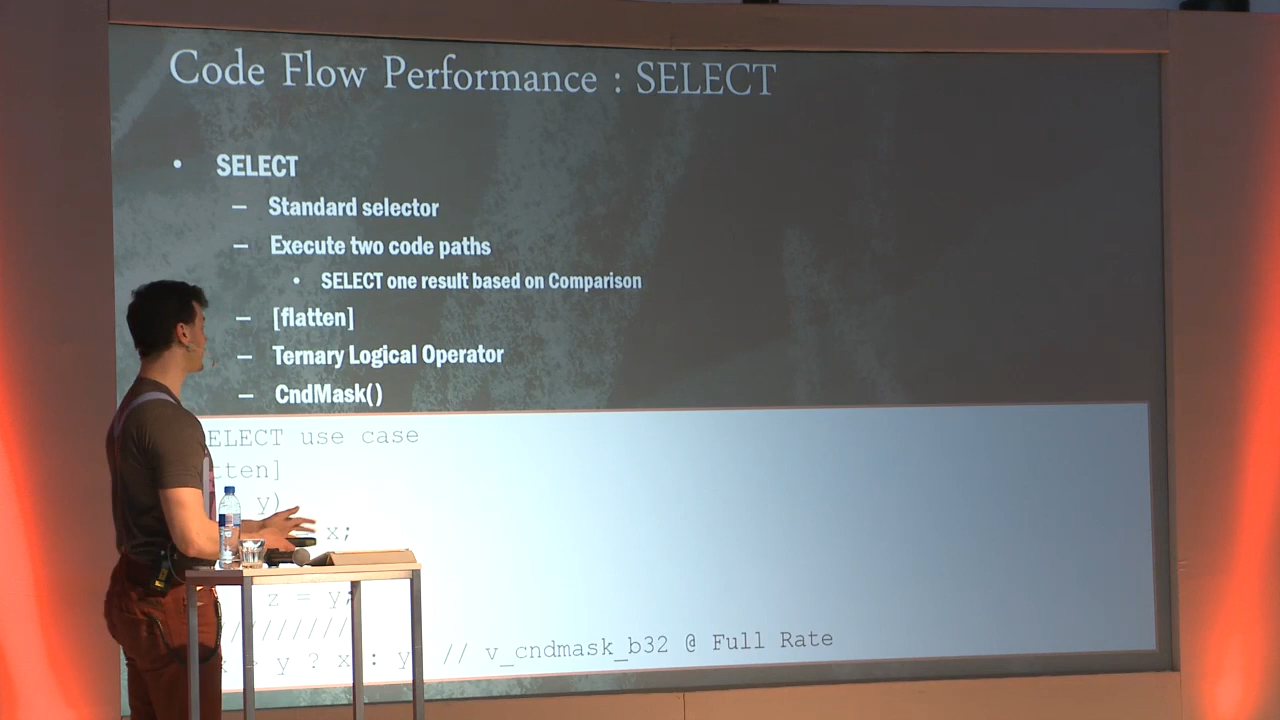 Code Flow Performance : SELECT
• SELECT
– Standard selector
– Execute two code paths
• SELECT one result based on Comparison
– [flatten]
– Ternary Logical Operator
– CndMask()
ELECT use case
tten]
y)
x;
z = y;
////////
y ? x : y // v_cndmask_b32 @ Full Rate